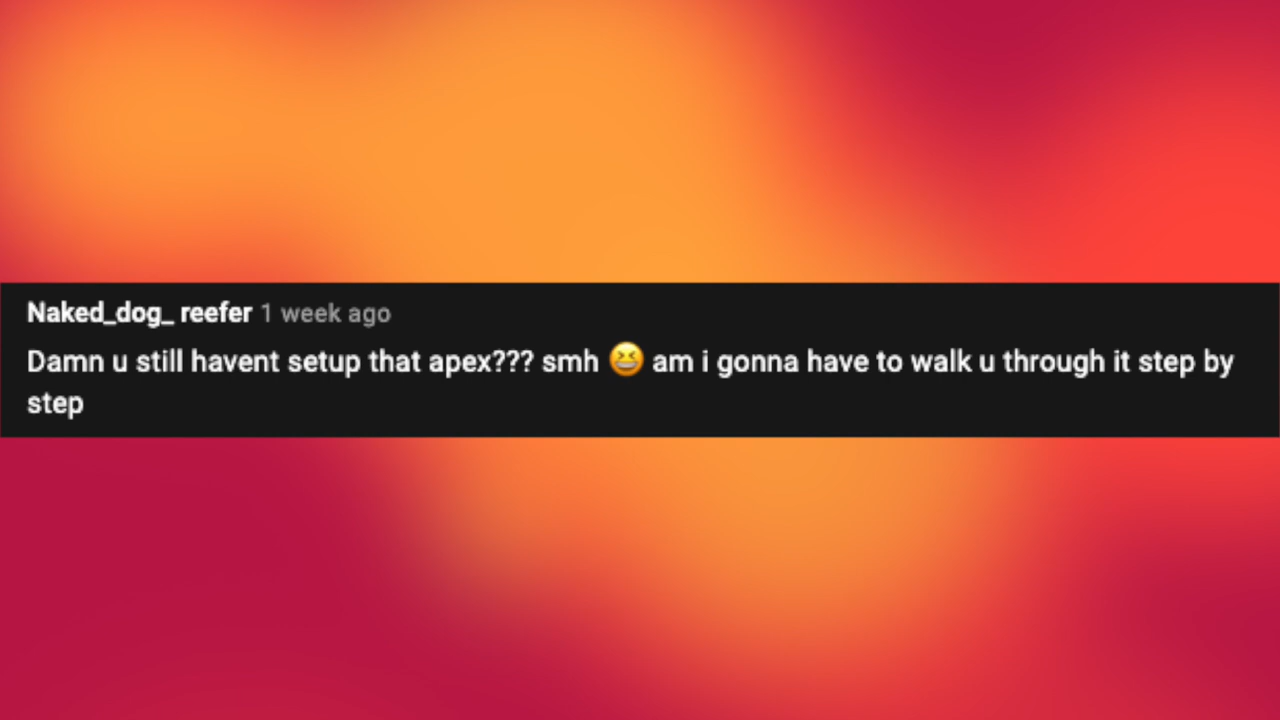 Naked_dog_ reefer 1 week ago
Damn u still havent setup that apex??? smh 😆 am i gonna have to walk u through it step by
step